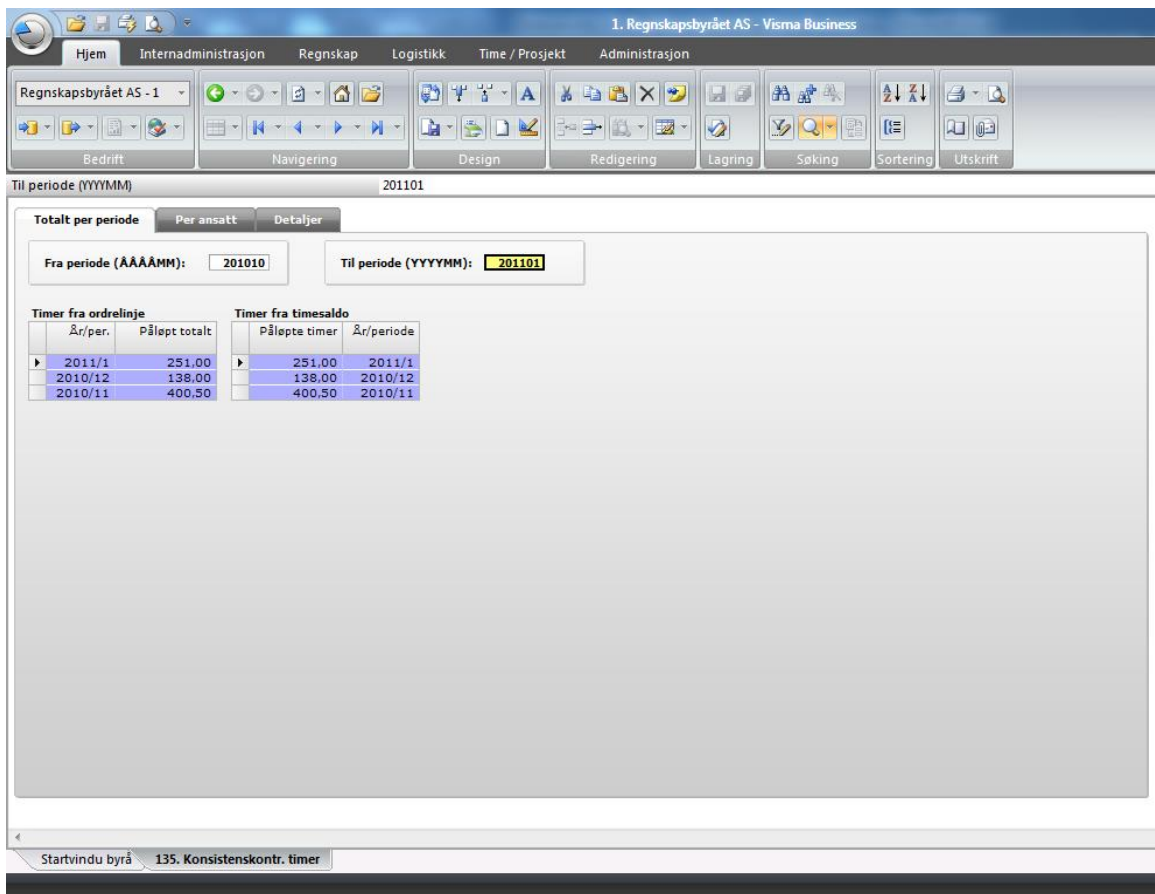 1. Regnskapsbyrået AS - Visma Business
Hjem Internadministrasjon Regnskap Logistikk Time / Prosjekt Administrasjon
Regnskapsbyrået AS - 1
Bedrift Navigering Design Redigering Lagring Søking Sortering Utskrift
Til periode (YYYYMM) 201101
Totalt per periode Per ansatt Detaljer
Fra periode (ÅÅÅÅMM): 201010 Til periode (YYYYMM): 201101
Timer fra ordrelinje Timer fra timesaldo
År/per. Påløpt totalt Påløpte timer År/periode
2011/1 251,00 251,00 2011/1
2010/12 138,00 138,00 2010/12
2010/11 400,50 400,50 2010/11
Startvindu byrå 135. Konsistenskontr. timer